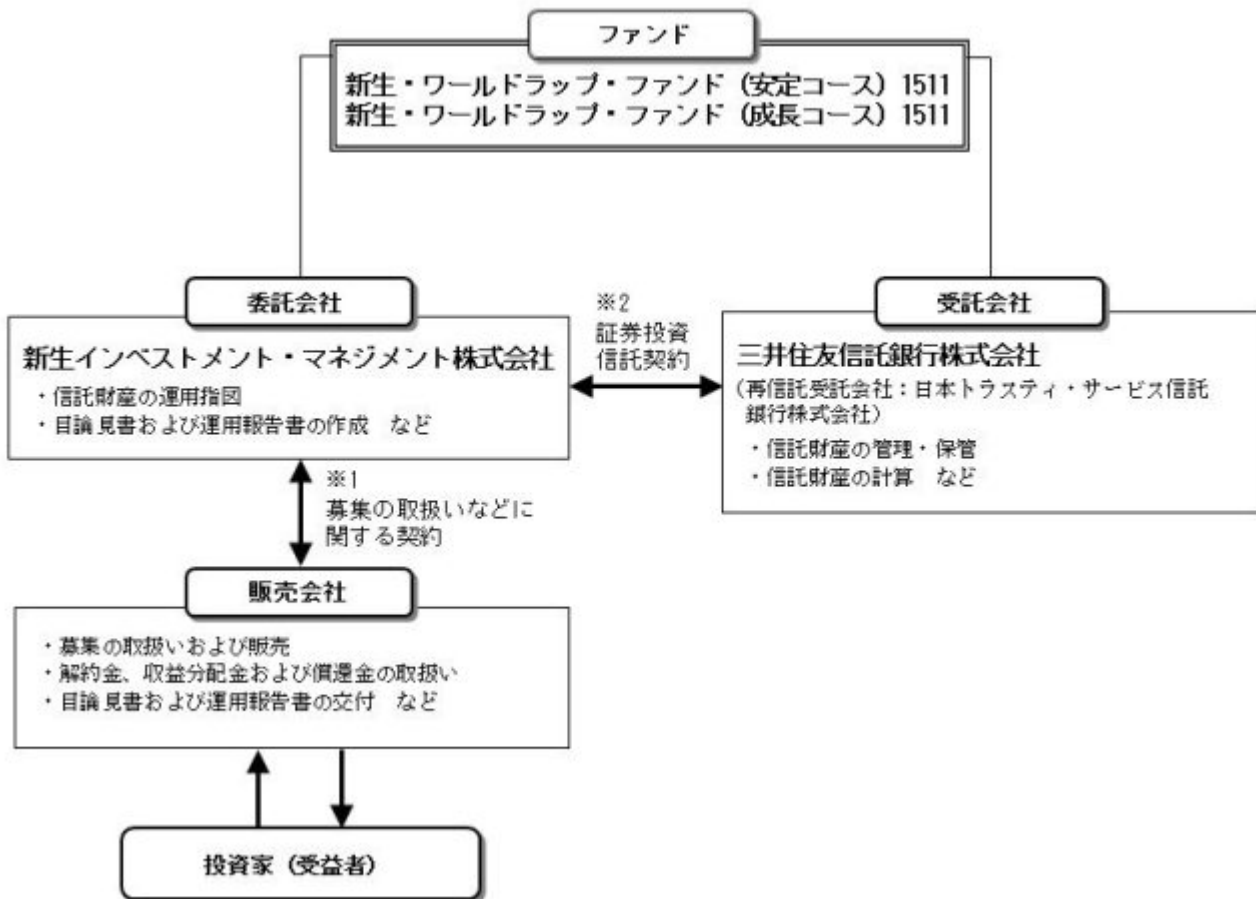 ファンド
新生・ワールドラップ・ファンド（安定コース）1511
新生・ワールドラップ・ファンド（成長コース）1511
委託会社
新生インベストメント・マネジメント株式会社
・信託財産の運用指図
・目論見書および運用報告書の作成　など
※2
証券投資
信託契約
受託会社
三井住友信託銀行株式会社
（再信託受託会社：日本トラスティ・サービス信託
銀行株式会社）
・信託財産の管理・保管
・信託財産の計算　など
※1
募集の取扱いなどに
関する契約
販売会社
・募集の取扱いおよび販売
・解約金、収益分配金および償還金の取扱い
・目論見書および運用報告書の交付　など
投資家（受益者）